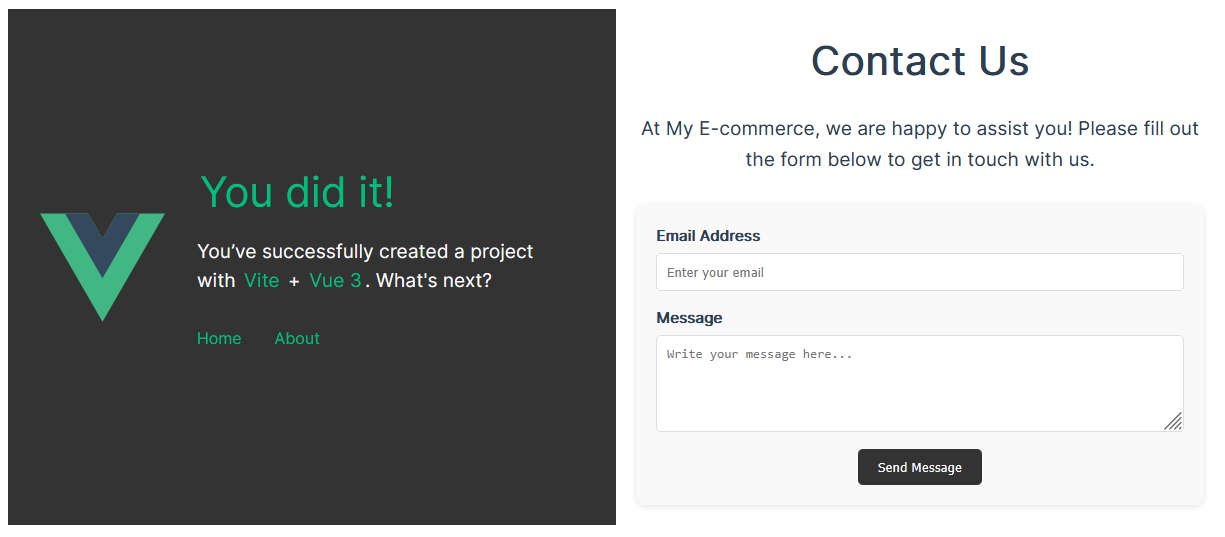 You did it!
You’ve successfully created a project
with Vite + Vue 3. What's next?
Home About
Contact Us
At My E-commerce, we are happy to assist you! Please fill out
the form below to get in touch with us.
Email Address
Enter your email
Message
Write your message here...
Send Message